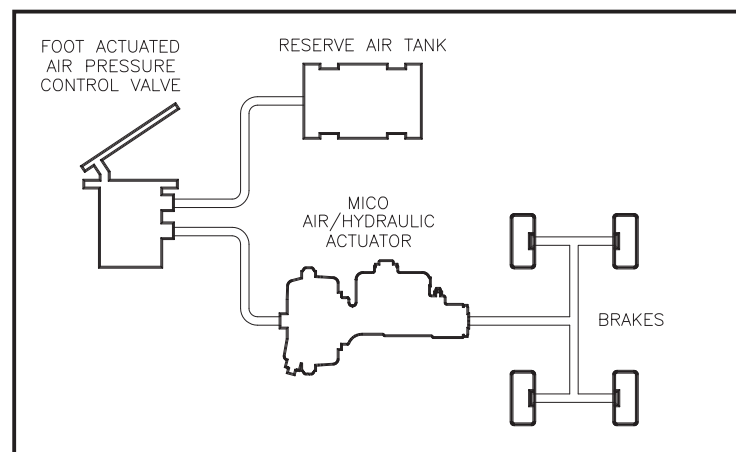 FOOT ACTUATED
AIR PRESSURE
CONTROL VALVE
RESERVE AIR TANK
MICO
AIR/HYDRAULIC
ACTUATOR
BRAKES